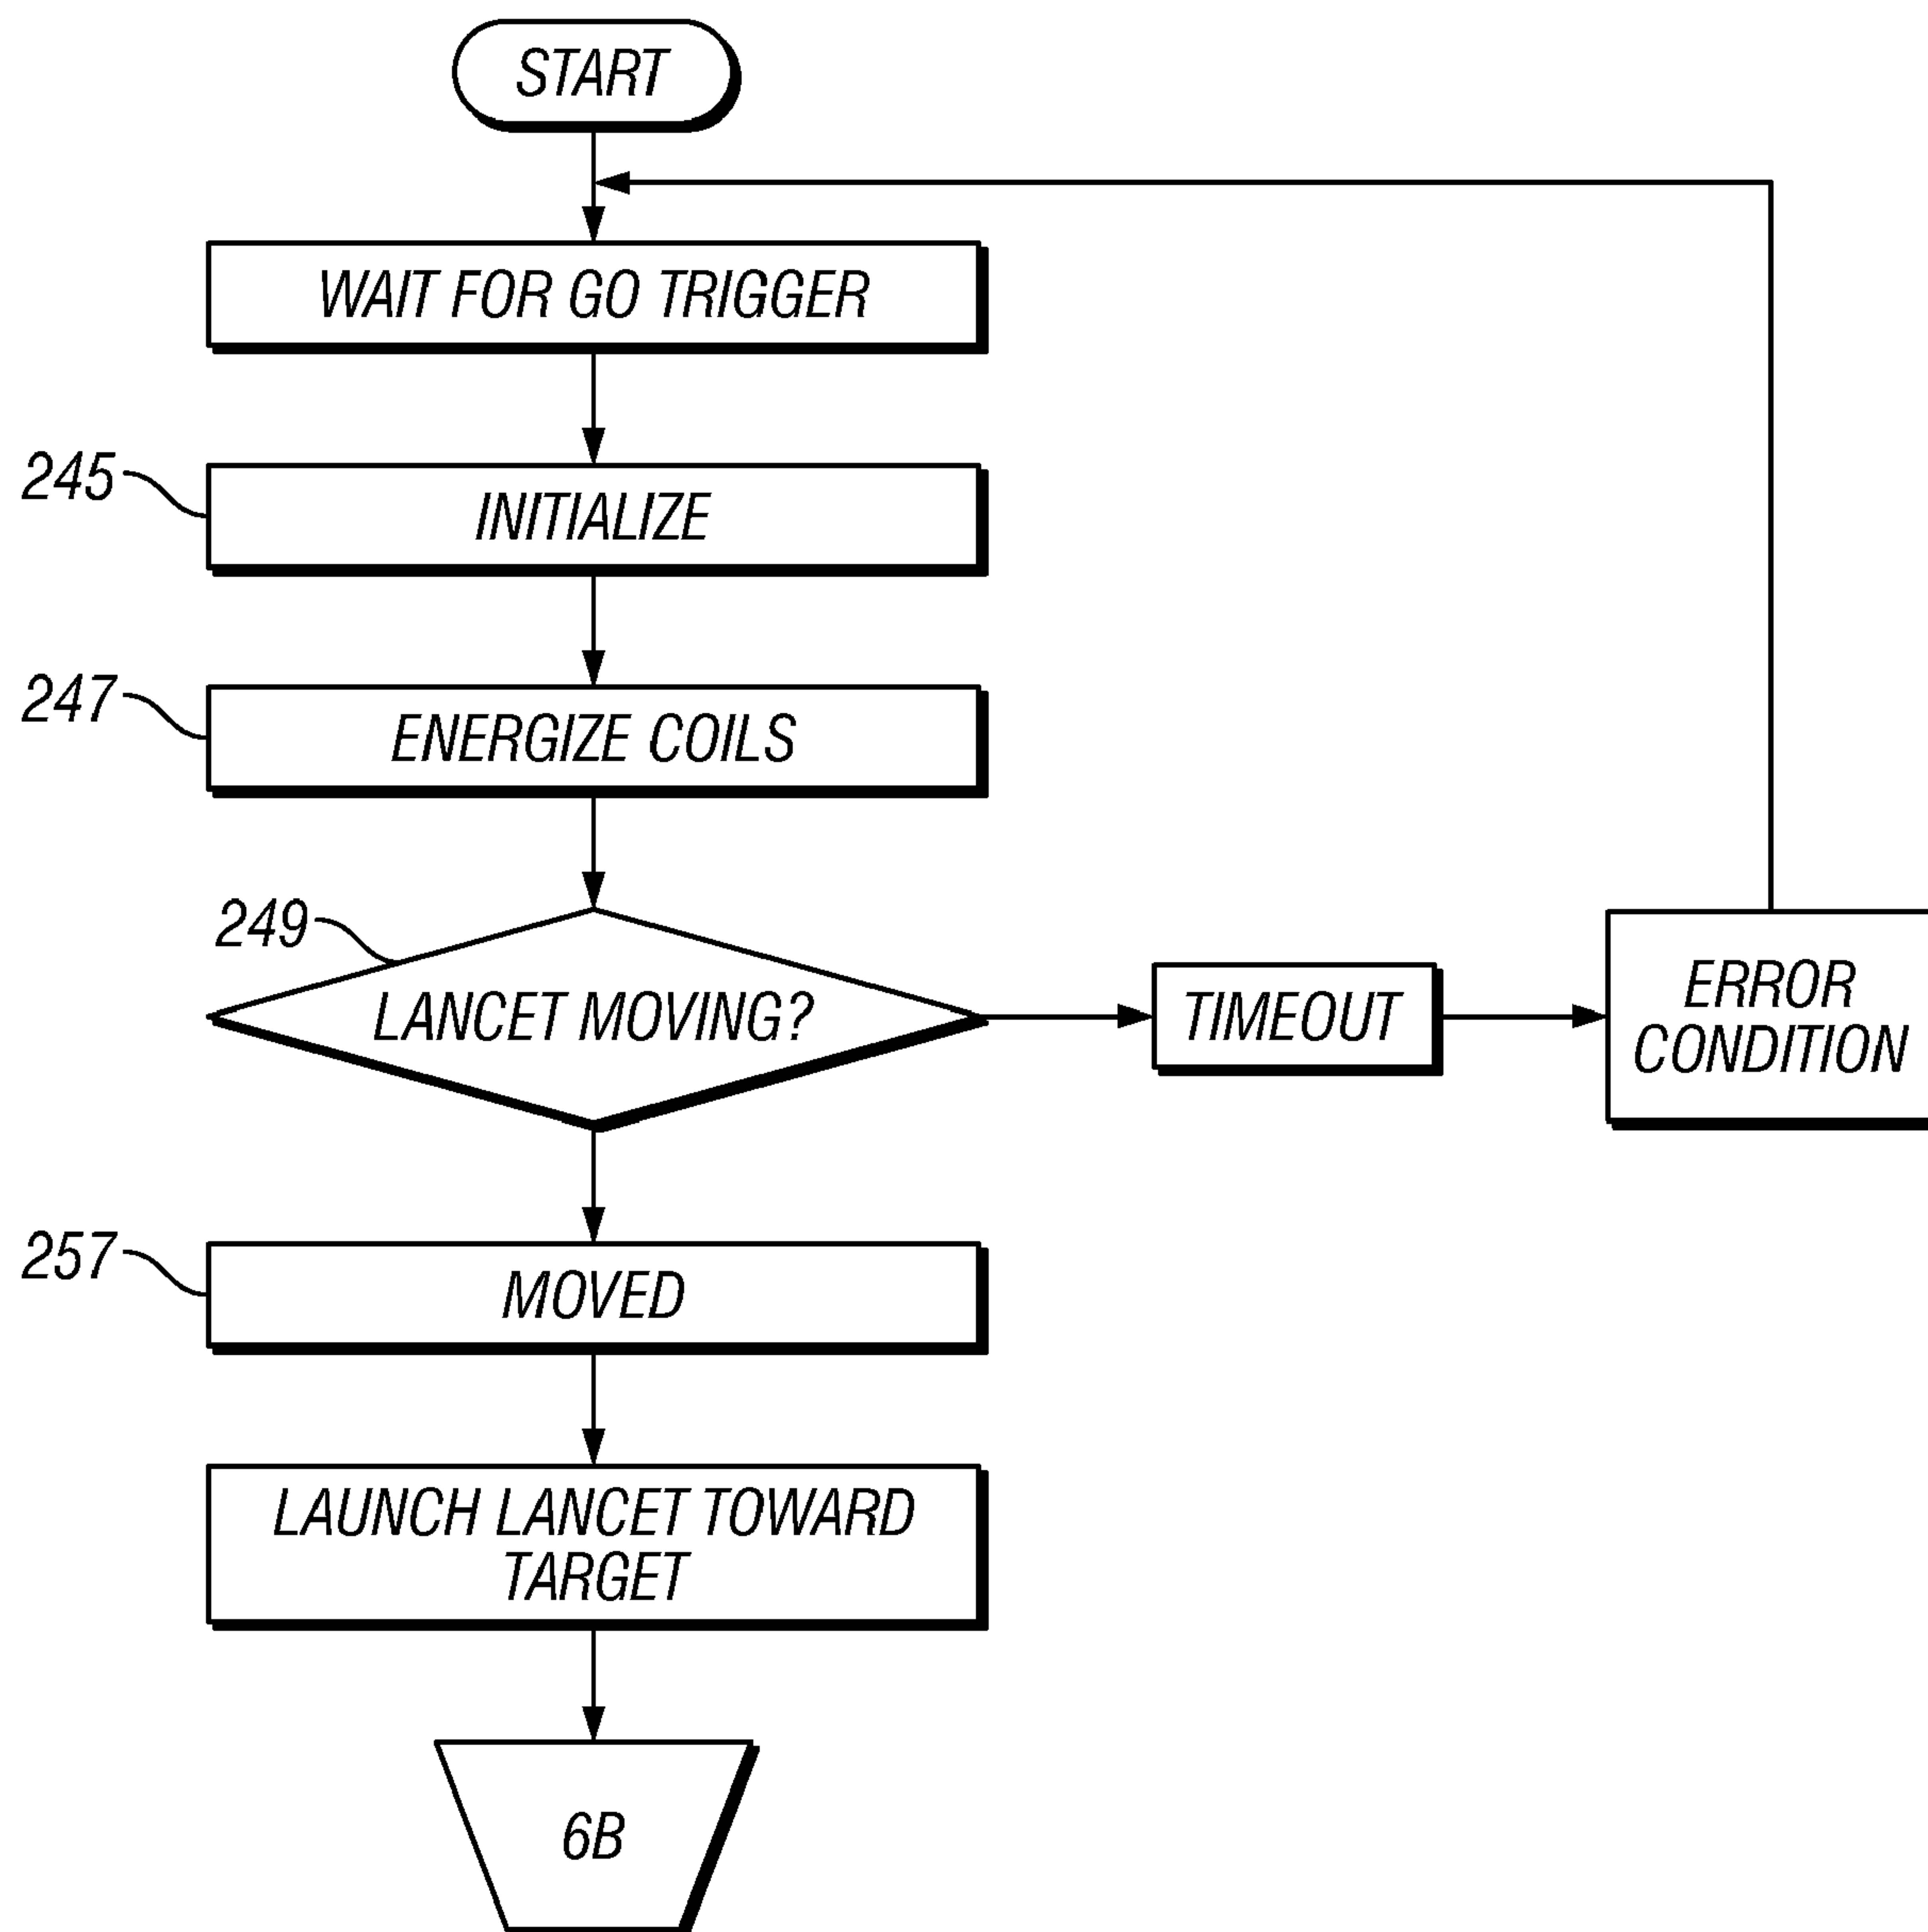 START
WAIT FOR GO TRIGGER
245
INITIALIZE
247
ENERGIZE COILS
249
LANCET MOVING?
TIMEOUT
ERROR
CONDITION
257
MOVED
LAUNCH LANCET TOWARD
TARGET
6B